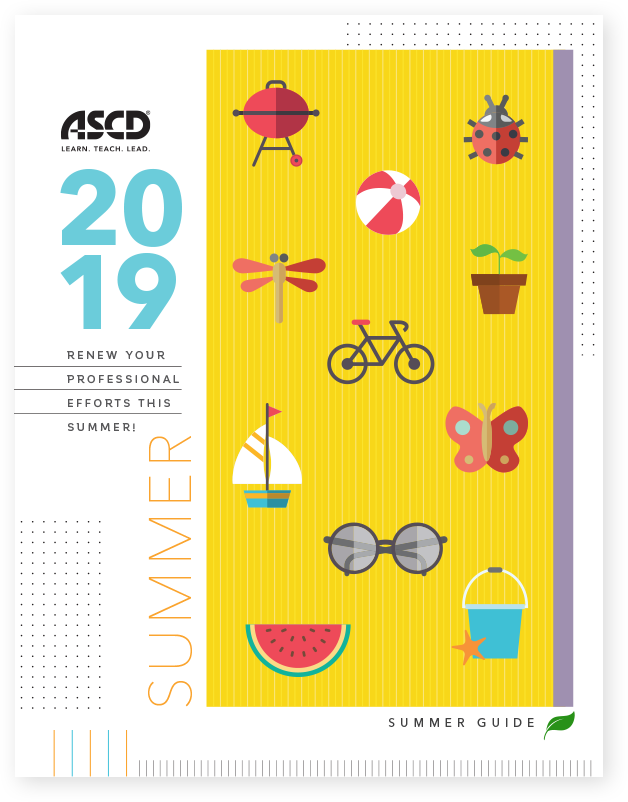 ASCD®
LEARN. TEACH. LEAD.
20
19
RENEW YOUR
PROFESSIONAL
EFFORTS THIS
SUMMER!
SUMMER
SUMMER GUIDE